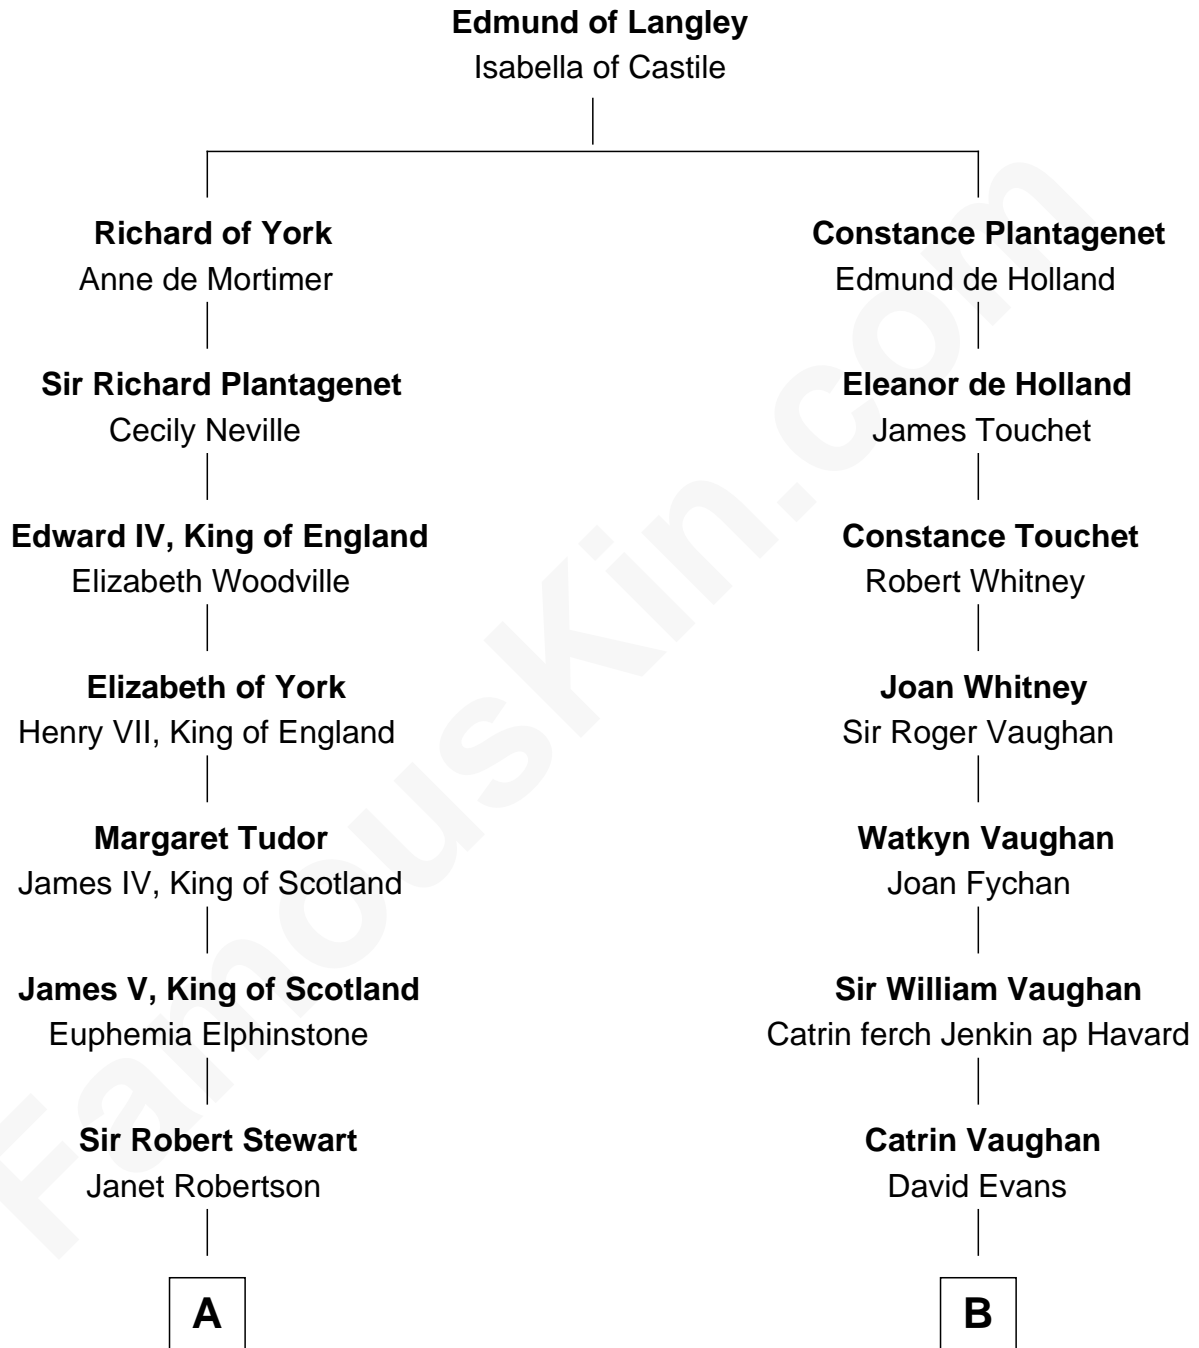 Edmund of Langley
Isabella of Castile
Richard of York
Anne de Mortimer
Sir Richard Plantagenet
Cecily Neville
Edward IV, King of England
Elizabeth Woodville
Elizabeth of York
Henry VII, King of England
Margaret Tudor
James IV, King of Scotland
James V, King of Scotland
Euphemia Elphinstone
Sir Robert Stewart
Janet Robertson
A
Constance Plantagenet
Edmund de Holland
Eleanor de Holland
James Touchet
Constance Touchet
Robert Whitney
Joan Whitney
Sir Roger Vaughan
Watkyn Vaughan
Joan Fychan
Sir William Vaughan
Catrin ferch Jenkin ap Havard
Catrin Vaughan
David Evans
B
FamousKin.com